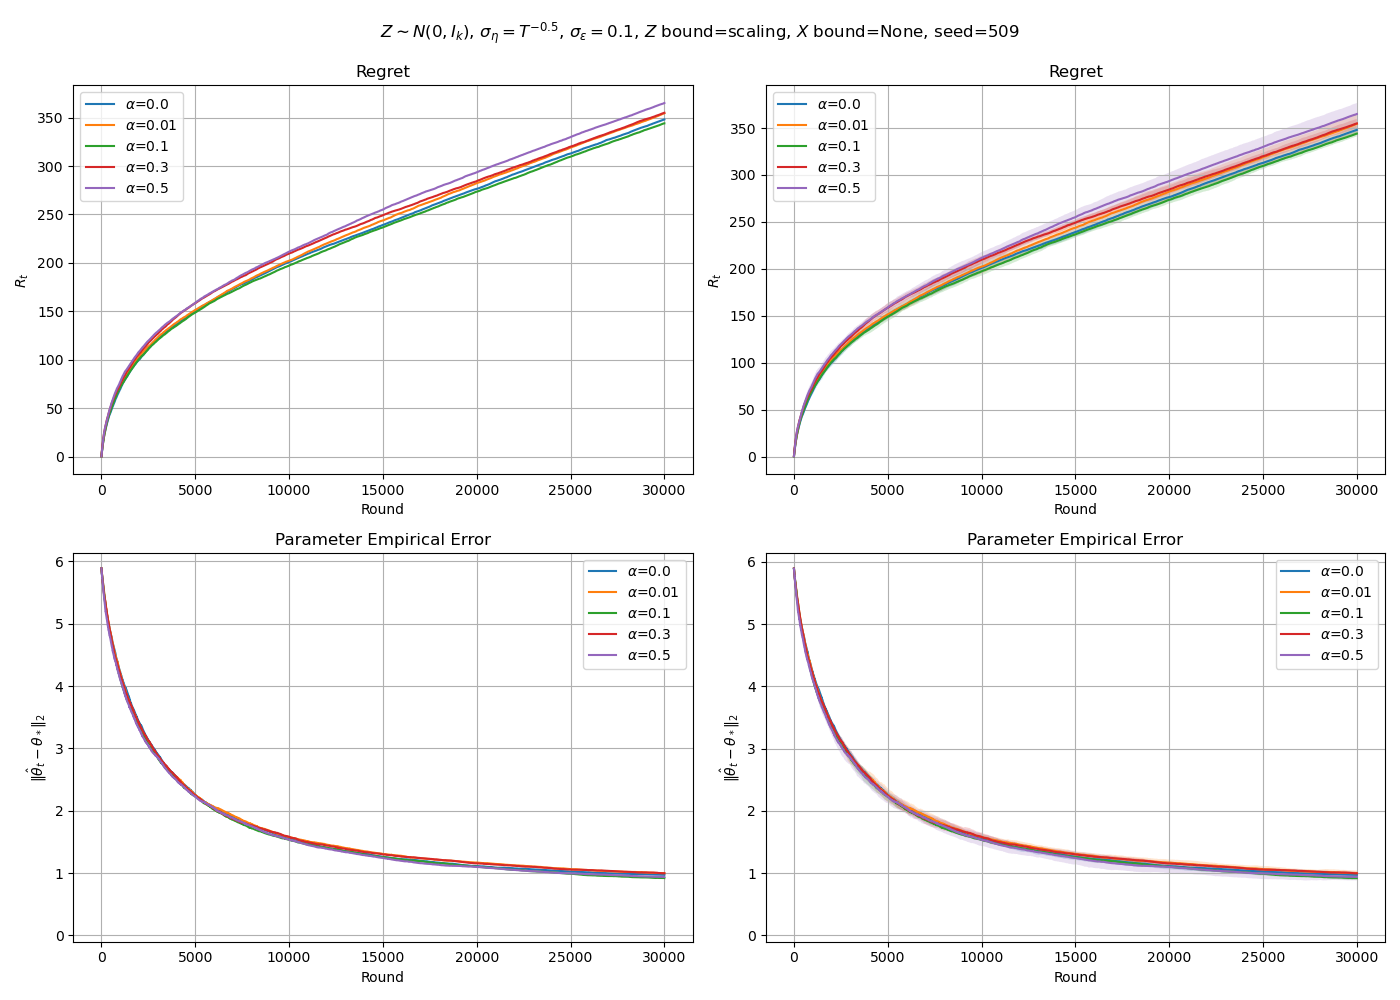 Z ∼ N(0, I_k), σ_η = T^{−0.5}, σ_ε = 0.1, Z bound=scaling, X bound=None, seed=509
Regret
R_t
350
300
250
200
150
100
50
0
α=0.0
α=0.01
α=0.1
α=0.3
α=0.5
0 5000 10000 15000 20000 25000 30000
Round
Regret
R_t
350
300
250
200
150
100
50
0
α=0.0
α=0.01
α=0.1
α=0.3
α=0.5
0 5000 10000 15000 20000 25000 30000
Round
Parameter Empirical Error
‖θ̂_t − θ_*‖_2
6
5
4
3
2
1
0
α=0.0
α=0.01
α=0.1
α=0.3
α=0.5
0 5000 10000 15000 20000 25000 30000
Round
Parameter Empirical Error
‖θ̂_t − θ_*‖_2
6
5
4
3
2
1
0
α=0.0
α=0.01
α=0.1
α=0.3
α=0.5
0 5000 10000 15000 20000 25000 30000
Round